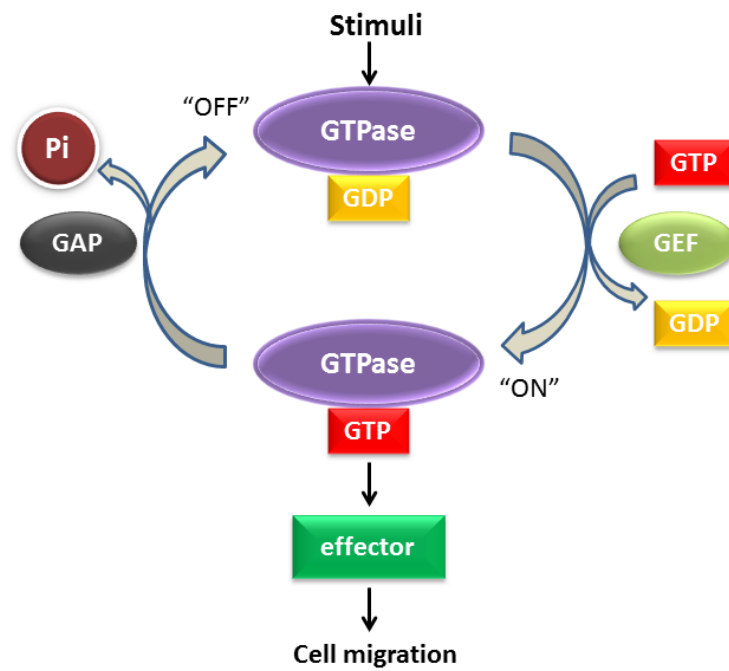 Stimuli
“OFF”
GTPase
Pi
GTP
GDP
GAP
GEF
GDP
GTPase
“ON”
GTP
effector
Cell migration